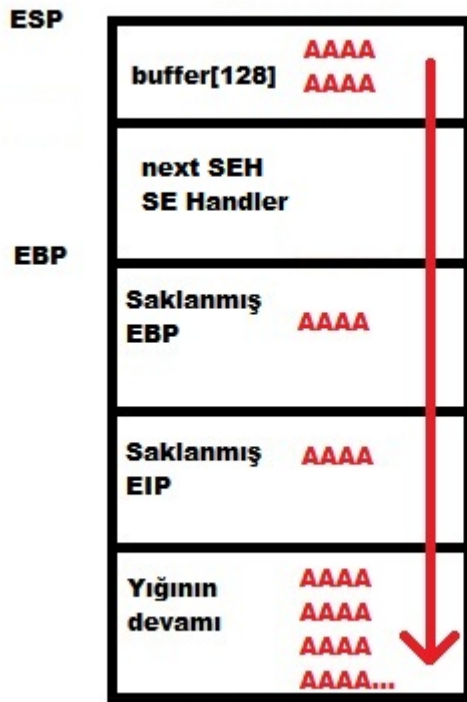 ESP
buffer[128]
AAAA
AAAA
next SEH
SE Handler
EBP
Saklanmış
EBP
AAAA
Saklanmış
EIP
AAAA
Yığının
devamı
AAAA
AAAA
AAAA
AAAA...